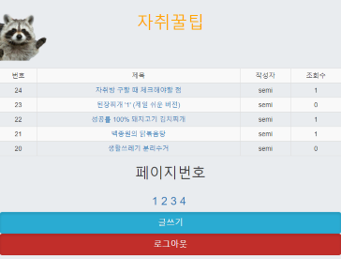 자취꿀팁
번호 제목 작성자 조회수
24 자취방 구할 때 체크해야할 점 semi 1
23 된장찌개 '1' (제일 쉬운 버전) semi 0
22 성공률 100% 돼지고기 김치찌개 semi 1
21 백종원의 닭볶음탕 semi 1
20 생활쓰레기 분리수거 semi 0
페이지번호
1 2 3 4
글쓰기
로그아웃